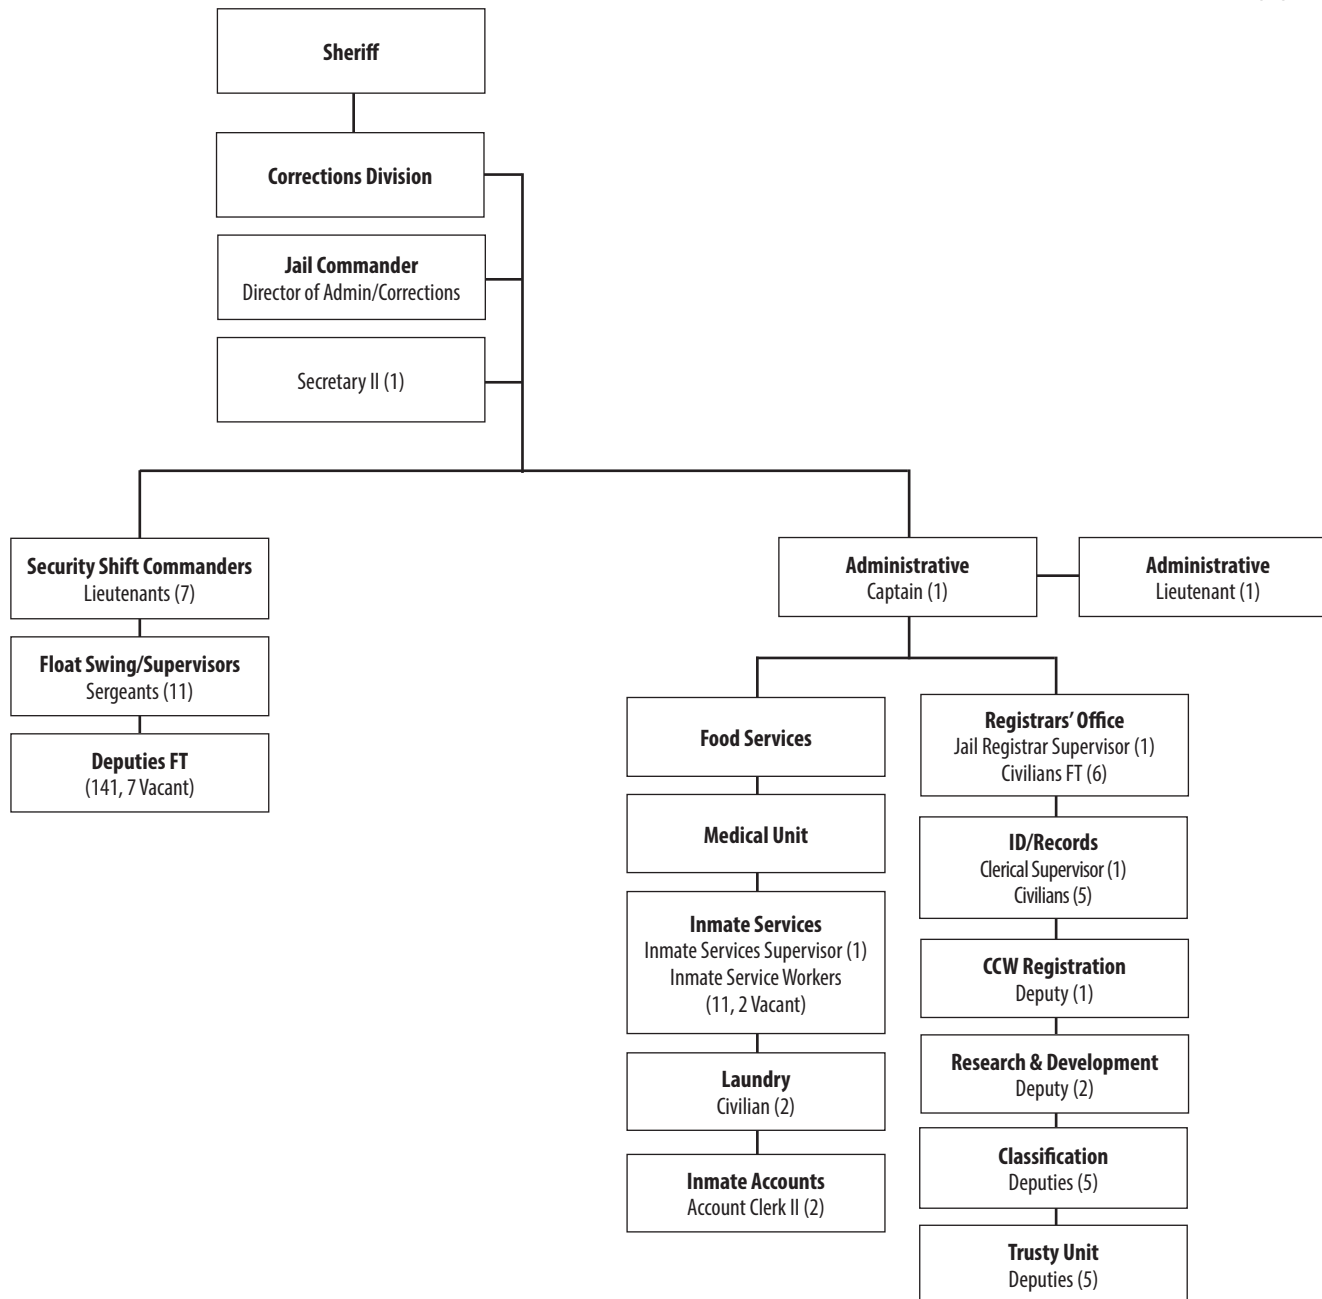 Sheriff
Corrections Division
Jail Commander
Director of Admin/Corrections
Secretary II (1)
Security Shift Commanders
Lieutenants (7)
Float Swing/Supervisors
Sergeants (11)
Deputies FT
(141, 7 Vacant)
Administrative
Captain (1)
Administrative
Lieutenant (1)
Food Services
Medical Unit
Inmate Services
Inmate Services Supervisor (1)
Inmate Service Workers
(11, 2 Vacant)
Laundry
Civilian (2)
Inmate Accounts
Account Clerk II (2)
Registrars’ Office
Jail Registrar Supervisor (1)
Civilians FT (6)
ID/Records
Clerical Supervisor (1)
Civilians (5)
CCW Registration
Deputy (1)
Research & Development
Deputy (2)
Classification
Deputies (5)
Trusty Unit
Deputies (5)